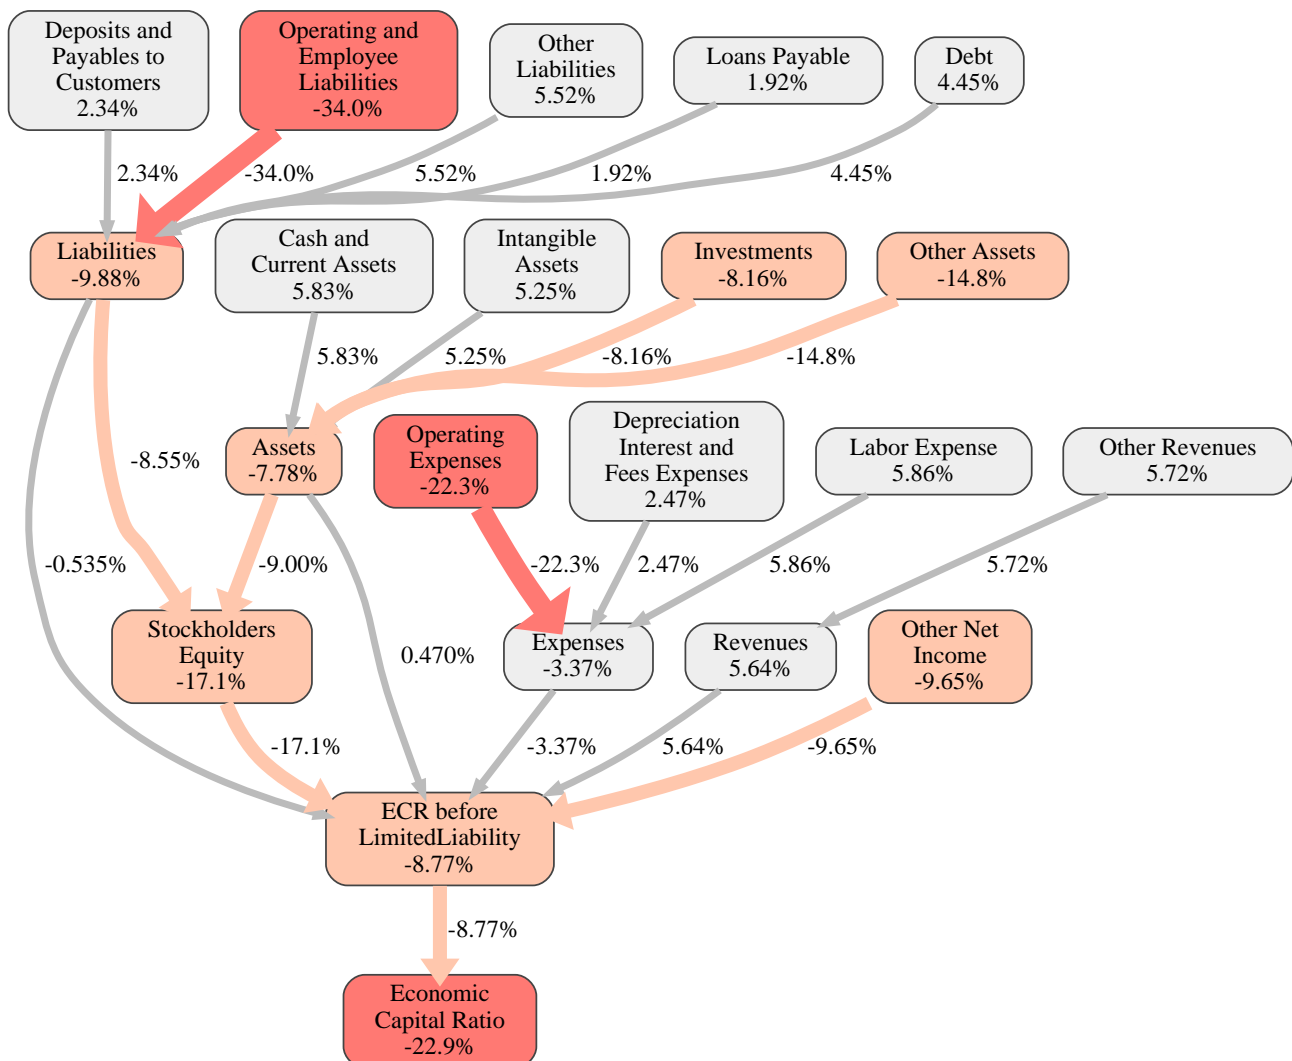 Deposits and
Payables to
Customers
2.34%
Operating and
Employee
Liabilities
-34.0%
Other
Liabilities
5.52%
Loans Payable
1.92%
Debt
4.45%
2.34%
-34.0%
5.52%
1.92%
4.45%
Liabilities
-9.88%
Cash and
Current Assets
5.83%
Intangible
Assets
5.25%
Investments
-8.16%
Other Assets
-14.8%
5.83%
5.25%
-8.16%
-14.8%
-8.55%
Assets
-7.78%
Operating
Expenses
-22.3%
Depreciation
Interest and
Fees Expenses
2.47%
Labor Expense
5.86%
Other Revenues
5.72%
-0.535%
-9.00%
-22.3%
2.47%
5.86%
5.72%
Stockholders
Equity
-17.1%
0.470%
Expenses
-3.37%
Revenues
5.64%
Other Net
Income
-9.65%
-17.1%
-3.37%
5.64%
-9.65%
ECR before
LimitedLiability
-8.77%
-8.77%
Economic
Capital Ratio
-22.9%